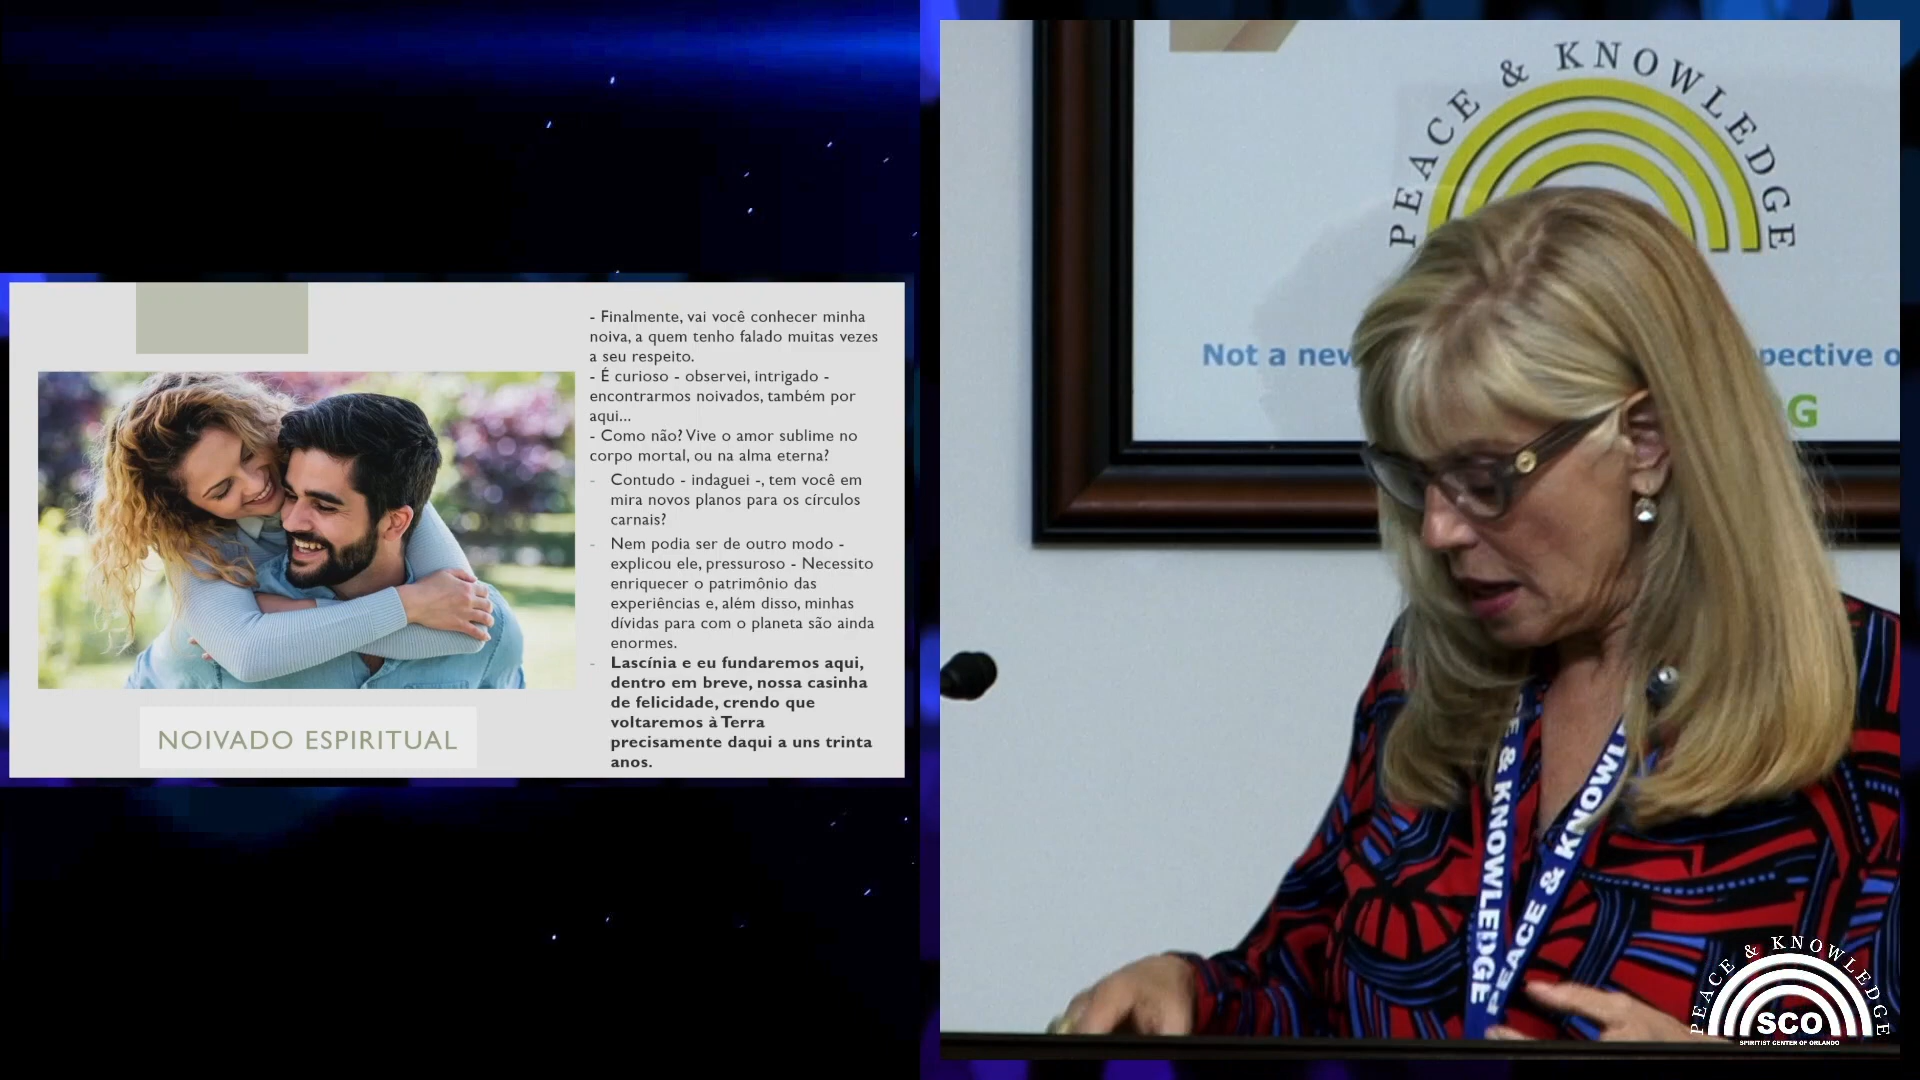 - Finalmente, vai você conhecer minha
noiva, a quem tenho falado muitas vezes
a seu respeito.
- É curioso - observei, intrigado -
encontrarmos noivados, também por
aqui...
- Como não? Vive o amor sublime no
corpo mortal, ou na alma eterna?
- Contudo - indaguei -, tem você em
mira novos planos para os círculos
carnais?
- Nem podia ser de outro modo -
explicou ele, pressuroso - Necessito
enriquecer o patrimônio das
experiências e, além disso, minhas
dívidas para com o planeta são ainda
enormes.
- Lascínia e eu fundaremos aqui,
dentro em breve, nossa casinha
de felicidade, crendo que
voltaremos à Terra
precisamente daqui a uns trinta
anos.
NOIVADO ESPIRITUAL
PEACE & KNOWLEDGE
Not a new
pective o
G
CE & KNOWLEDGE
PEACE & KNOWL
PEACE & KNOWLEDGE
SCO
SPIRITIST CENTER OF ORLANDO